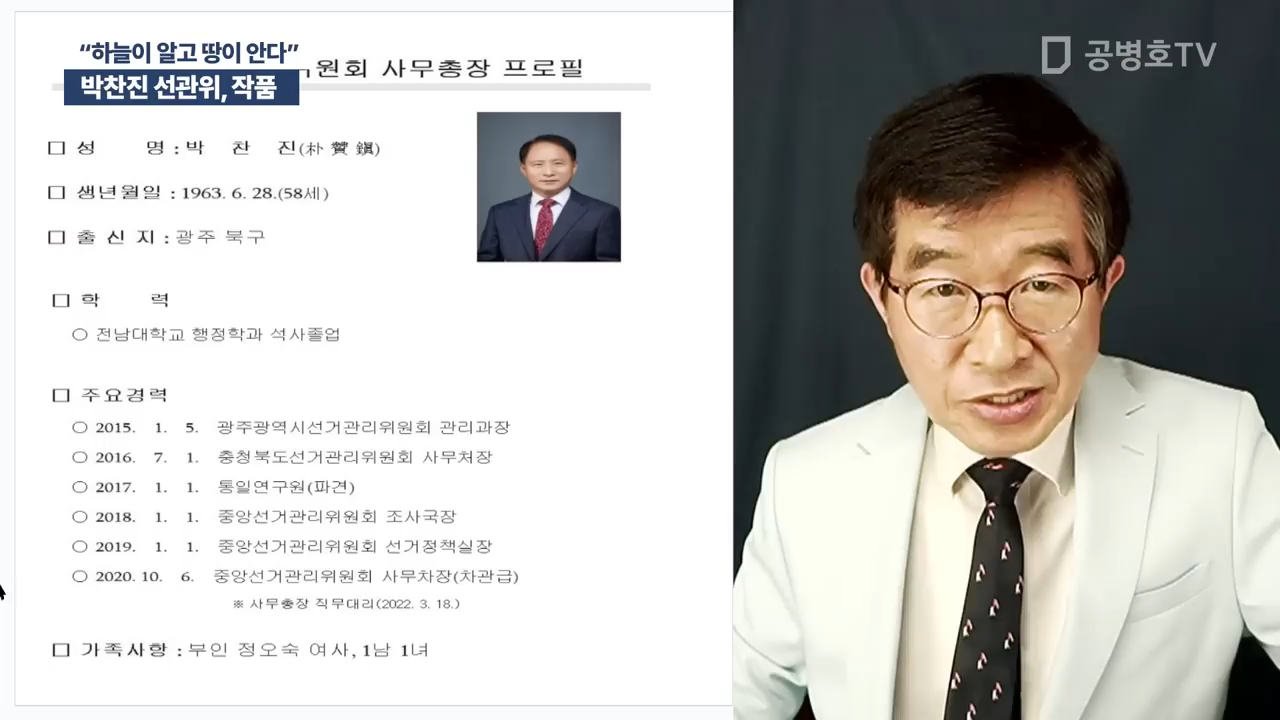 “하늘이 알고 땅이 안다”
박찬진 선관위, 작품
원회 사무총장 프로필
공병호TV
□ 성 명 : 박 찬 진(朴 贊 鎭)
□ 생년월일 : 1963. 6. 28.(58세)
□ 출 신 지 : 광주 북구
□ 학 력
○ 전남대학교 행정학과 석사졸업
□ 주요경력
○ 2015. 1. 5. 광주광역시선거관리위원회 관리과장
○ 2016. 7. 1. 충청북도선거관리위원회 사무처장
○ 2017. 1. 1. 통일연구원(파견)
○ 2018. 1. 1. 중앙선거관리위원회 조사국장
○ 2019. 1. 1. 중앙선거관리위원회 선거정책실장
○ 2020. 10. 6. 중앙선거관리위원회 사무차장(차관급)
※ 사무총장 직무대리(2022. 3. 18.)
□ 가족사항 : 부인 정오숙 여사, 1남 1녀